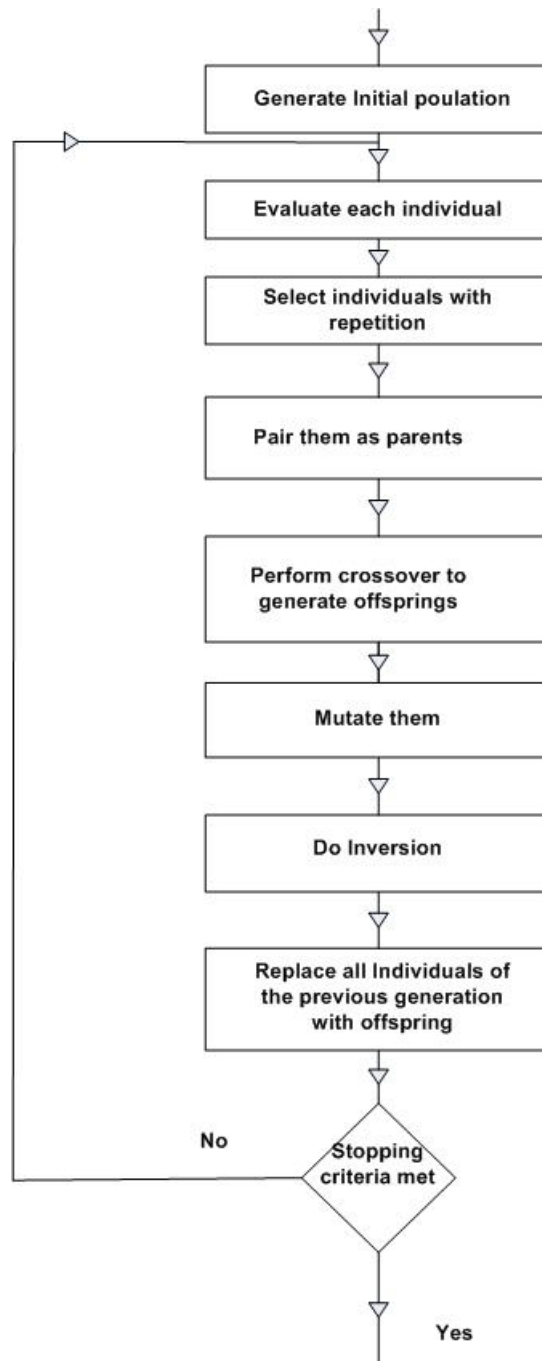 Generate Initial poulation
Evaluate each individual
Select individuals with
repetition
Pair them as parents
Perform crossover to
generate offsprings
Mutate them
Do Inversion
Replace all Individuals of
the previous generation
with offspring
No
Stopping
criteria met
Yes